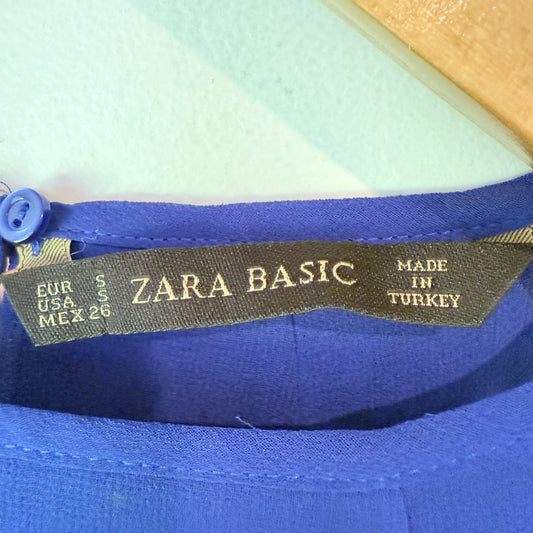 EUR S
USA S
MEX 26
ZARA BASIC
MADE
IN
TURKEY